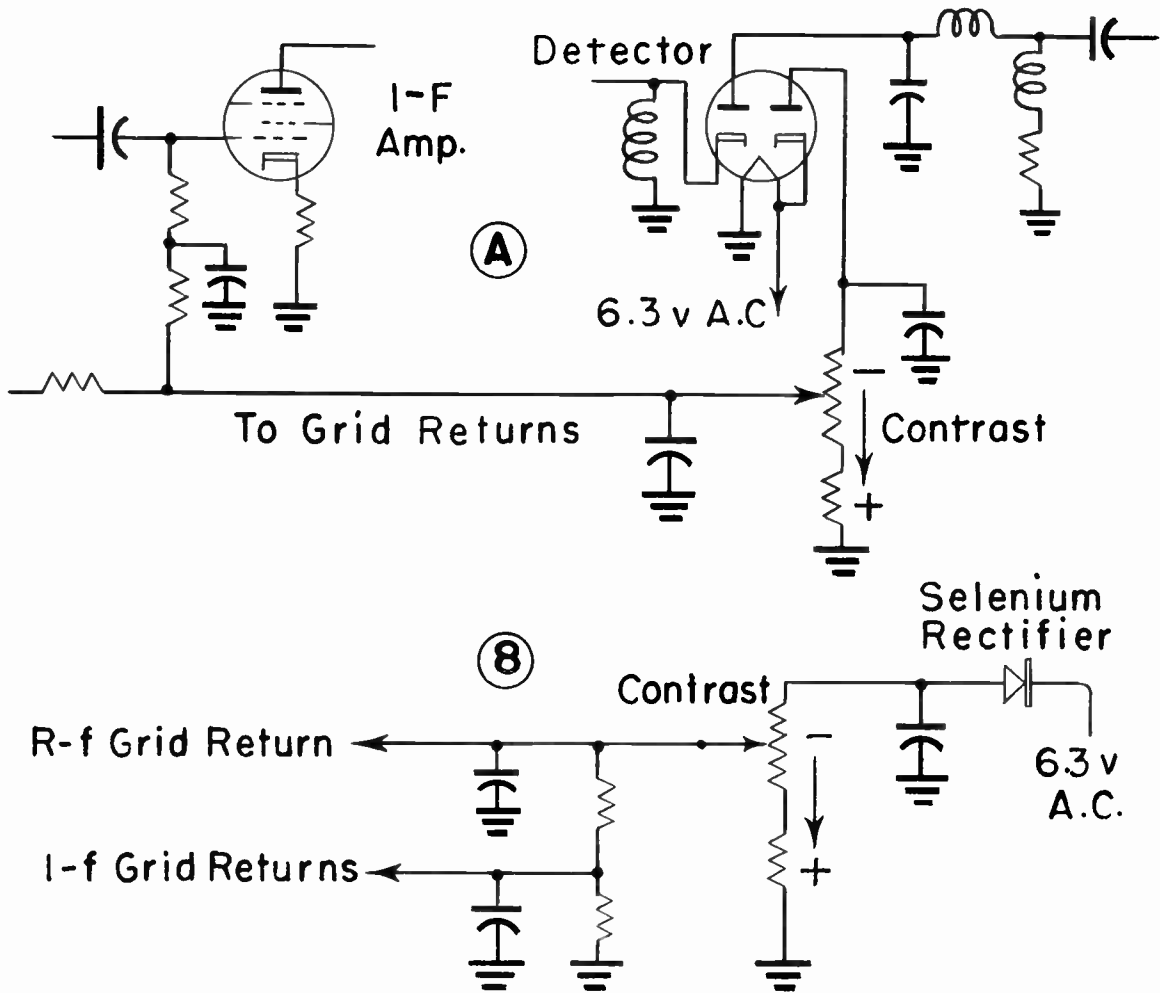 Detector
I-F
Amp.
A
6.3 v A.C
-
To Grid Returns
Contrast
+
8
Selenium
Rectifier
Contrast
R-f Grid Return
-
6.3 v
A.C.
I-f Grid Returns
+